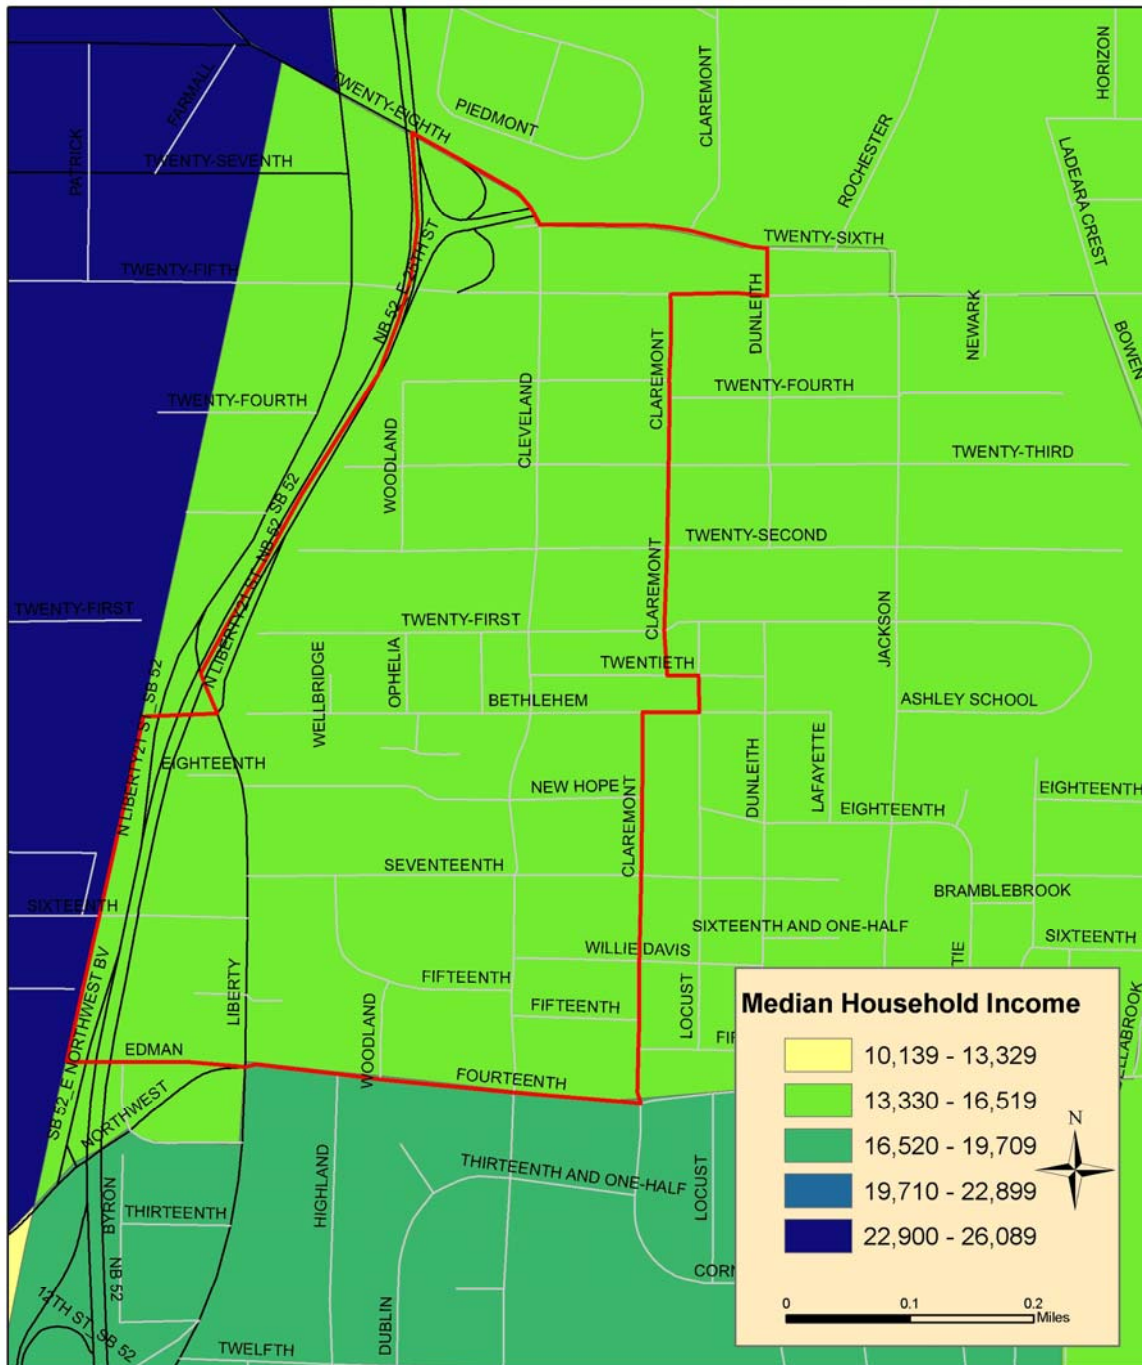 TWENTY-EIGHTH
PIEDMONT
CLAREMONT
HORIZON
FARMALL
PATRICK
TWENTY-SEVENTH
ROCHESTER
LADEARA CREST
TWENTY-SIXTH
TWENTY-FIFTH
NB 52_E 25TH ST
DUNLEITH
NEWARK
BOWEN
CLAREMONT
TWENTY-FOURTH
TWENTY-FOURTH
CLEVELAND
WOODLAND
TWENTY-THIRD
SB 52
N LIBERTY21 ST_NB 52
TWENTY-SECOND
CLAREMONT
TWENTY-FIRST
TWENTY-FIRST
JACKSON
WELLBRIDGE
OPHELIA
TWENTIETH
BETHLEHEM
ASHLEY SCHOOL
N LIBERTY21 ST_SB 52
EIGHTEENTH
NEW HOPE
DUNLEITH
LAFAYETTE
EIGHTEENTH
EIGHTEENTH
CLAREMONT
SEVENTEENTH
BRAMBLEBROOK
SIXTEENTH
SIXTEENTH AND ONE-HALF
SIXTEENTH
WILLIE DAVIS
TIE
LIBERTY
FIFTEENTH
FIFTEENTH
LOCUST
WOODLAND
SB 52_E NORTHWEST BV
EDMAN
FOURTEENTH
NORTHWEST
THIRTEENTH AND ONE-HALF
HIGHLAND
LOCUST
BYRON
THIRTEENTH
NB 52
12TH ST_SB 52
DUBLIN
TWELFTH
CORN
Median Household Income
10,139 - 13,329
13,330 - 16,519
16,520 - 19,709
19,710 - 22,899
22,900 - 26,089
N
0 0.1 0.2
Miles